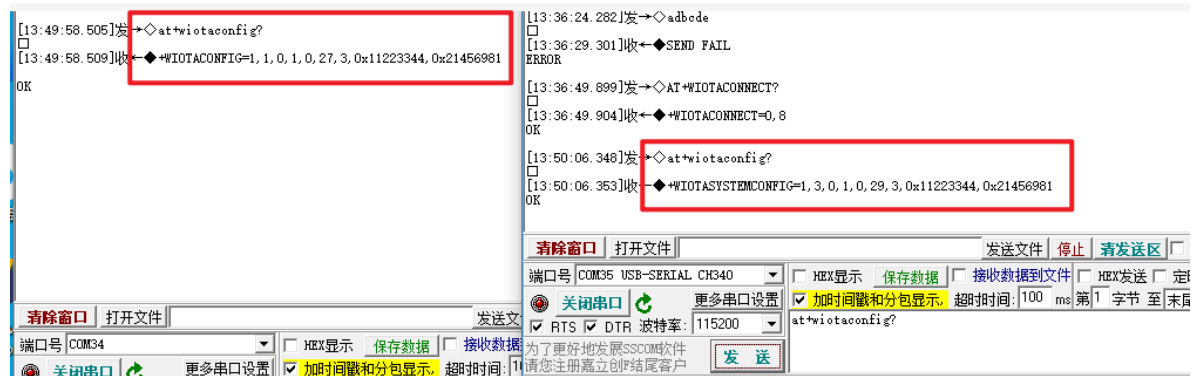 [13:49:58.505]发→◇at+wiotaconfig?
□
[13:49:58.509]收←◆+WIOTACONFIG=1,1,0,1,0,27,3,0x11223344,0x21456981
OK
清除窗口 打开文件 发送文
端口号 COM34 HEX显示 保存数据 接收数据
关闭串口 更多串口设置 加时间戳和分包显示, 超时时间:
[13:36:24.282]发→◇adbcde
□
[13:36:29.301]收←◆SEND FAIL
ERROR
[13:36:49.899]发→◇AT+WIOTACONNECT?
□
[13:36:49.904]收←◆+WIOTACONNECT=0,8
OK
[13:50:06.348]发→◇at+wiotaconfig?
□
[13:50:06.353]收←◆+WIOTASYSTEMCONFIG=1,3,0,1,0,29,3,0x11223344,0x21456981
OK
清除窗口 打开文件 发送文件 停止 清发送区
端口号 COM35 USB-SERIAL CH340 HEX显示 保存数据 接收数据到文件 HEX发送 定
关闭串口 更多串口设置 加时间戳和分包显示, 超时时间: 100 ms 第 1 字节 至 末尾
RTS DTR 波特率: 115200 at+wiotaconfig?
为了更好地发展SSCOM软件
请您注册嘉立创F结尾客户
发 送